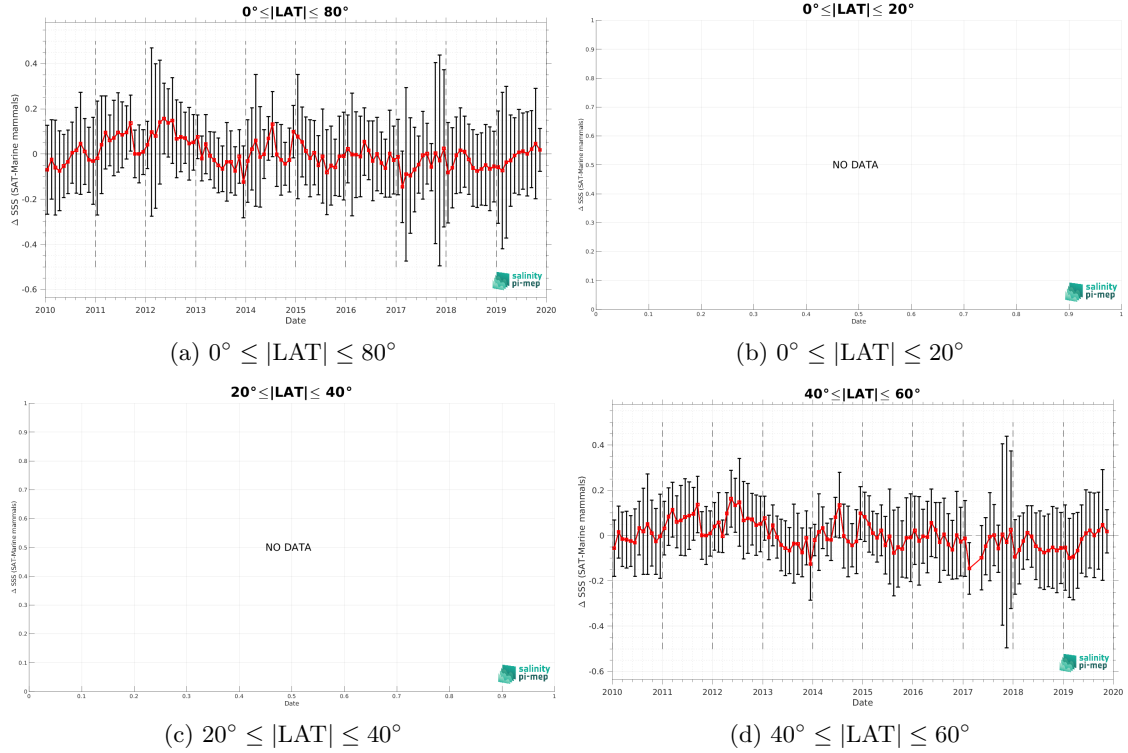 0°≤|LAT|≤ 80°
Δ SSS (SAT-Marine mammals)
0.4
0.2
0
-0.2
-0.4
-0.6
2010 2011 2012 2013 2014 2015 2016 2017 2018 2019 2020
Date
salinity
pi-mep
(a) 0° ≤ |LAT| ≤ 80°
0°≤|LAT|≤ 20°
Δ SSS (SAT-Marine mammals)
1
0.9
0.8
0.7
0.6
0.5
0.4
0.3
0.2
0.1
0
NO DATA
0 0.1 0.2 0.3 0.4 0.5 0.6 0.7 0.8 0.9 1
Date
salinity
pi-mep
(b) 0° ≤ |LAT| ≤ 20°
20°≤|LAT|≤ 40°
Δ SSS (SAT-Marine mammals)
1
0.9
0.8
0.7
0.6
0.5
0.4
0.3
0.2
0.1
0
NO DATA
0 0.1 0.2 0.3 0.4 0.5 0.6 0.7 0.8 0.9 1
Date
salinity
pi-mep
(c) 20° ≤ |LAT| ≤ 40°
40°≤|LAT|≤ 60°
Δ SSS (SAT-Marine mammals)
0.4
0.2
0
-0.2
-0.4
-0.6
2010 2011 2012 2013 2014 2015 2016 2017 2018 2019 2020
Date
salinity
pi-mep
(d) 40° ≤ |LAT| ≤ 60°